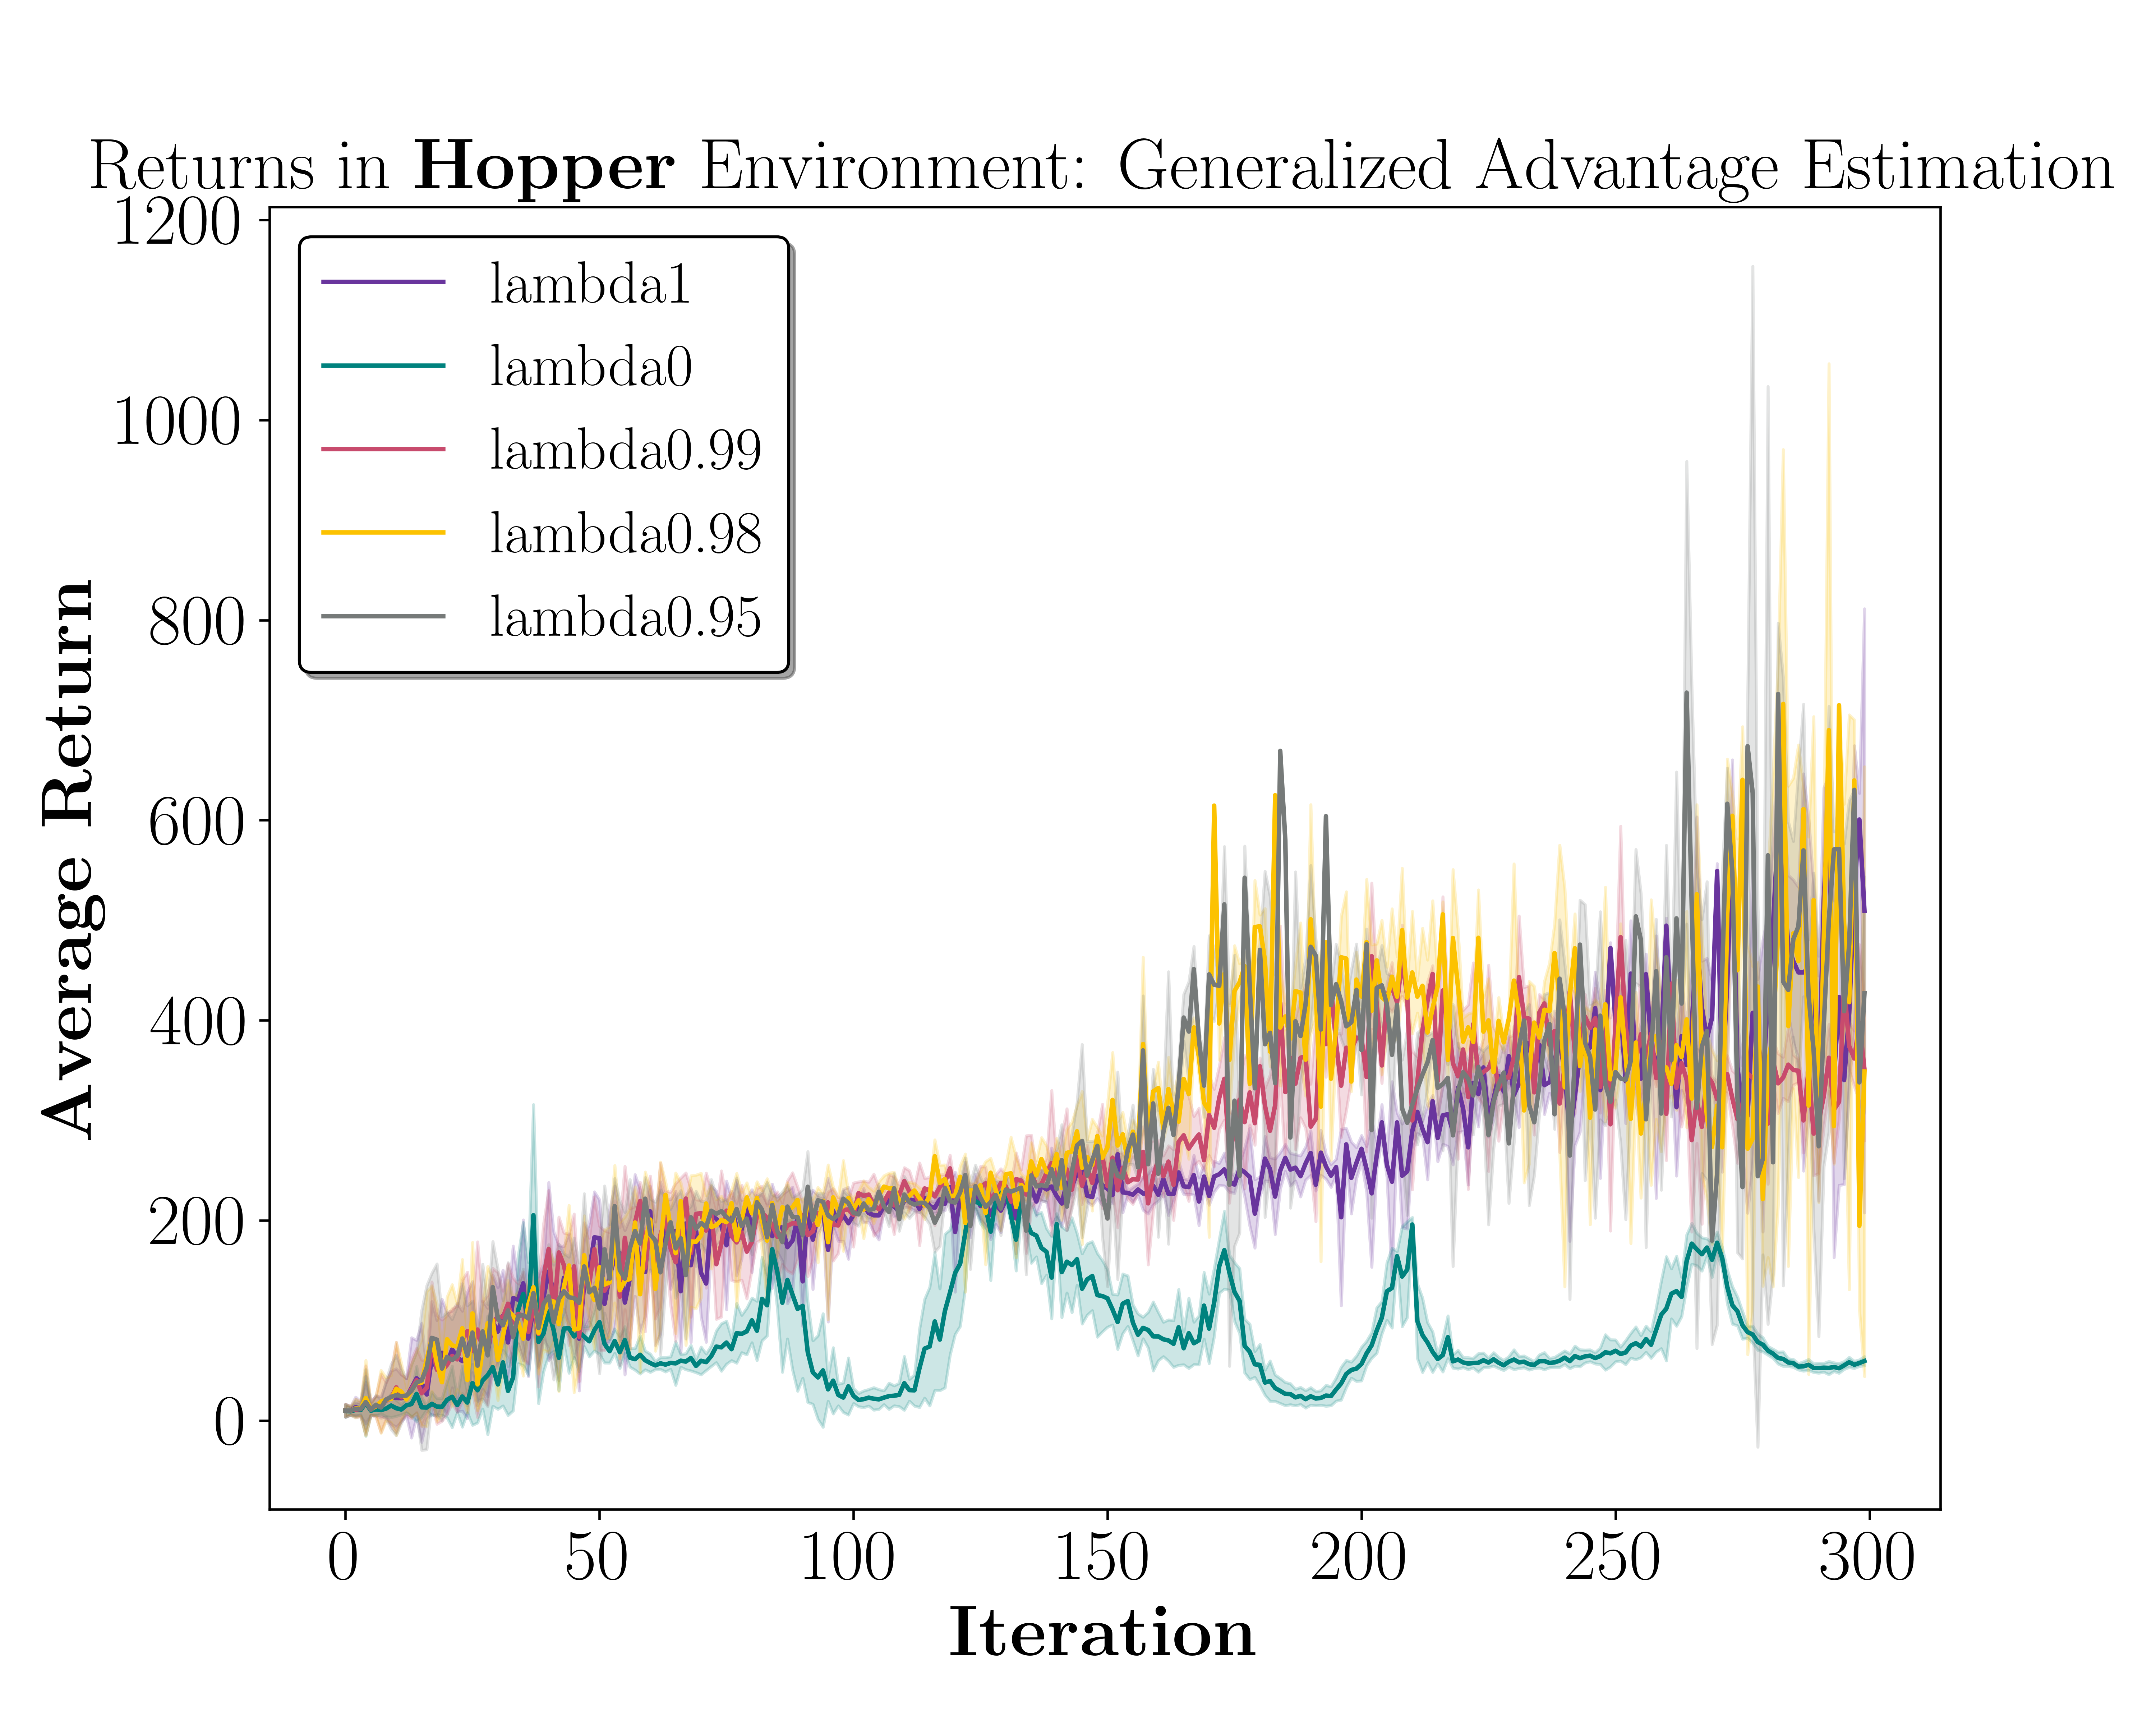 Returns in Hopper Environment: Generalized Advantage Estimation
1200
1000
800
600
400
200
0
Average Return
lambda1
lambda0
lambda0.99
lambda0.98
lambda0.95
0 50 100 150 200 250 300
Iteration